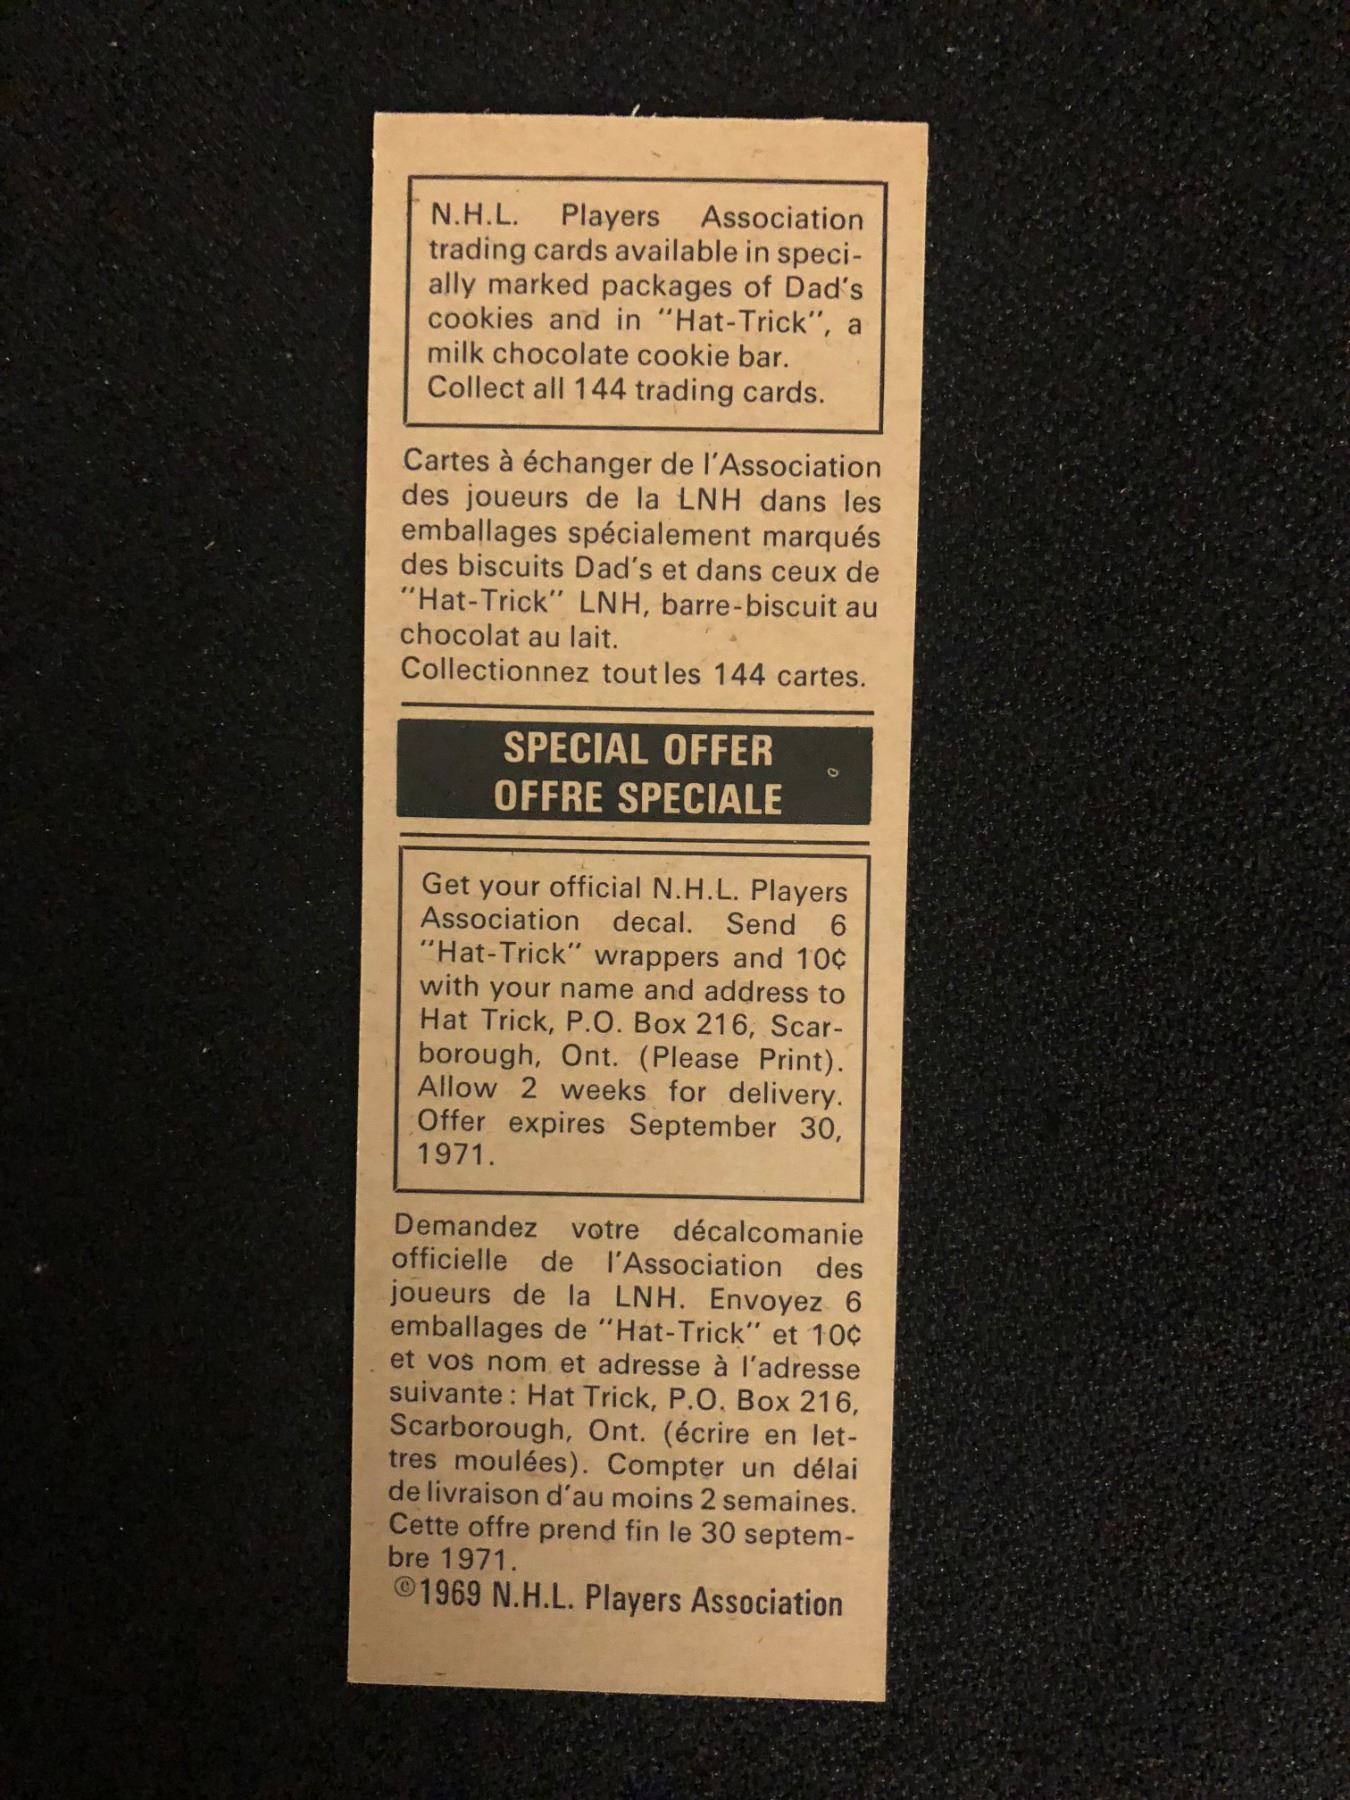 N.H.L. Players Association
trading cards available in speci-
ally marked packages of Dad's
cookies and in "Hat-Trick", a
milk chocolate cookie bar.
Collect all 144 trading cards.
Cartes à échanger de l'Association
des joueurs de la LNH dans les
emballages spécialement marqués
des biscuits Dad's et dans ceux de
"Hat-Trick" LNH, barre-biscuit au
chocolat au lait.
Collectionnez tout les 144 cartes.
SPECIAL OFFER
OFFRE SPECIALE
Get your official N.H.L. Players
Association decal. Send 6
"Hat-Trick" wrappers and 10¢
with your name and address to
Hat Trick, P.O. Box 216, Scar-
borough, Ont. (Please Print).
Allow 2 weeks for delivery.
Offer expires September 30,
1971.
Demandez votre décalcomanie
officielle de l'Association des
joueurs de la LNH. Envoyez 6
emballages de "Hat-Trick" et 10¢
et vos nom et adresse à l'adresse
suivante : Hat Trick, P.O. Box 216,
Scarborough, Ont. (écrire en let-
tres moulées). Compter un délai
de livraison d'au moins 2 semaines.
Cette offre prend fin le 30 septem-
bre 1971.
©1969 N.H.L. Players Association